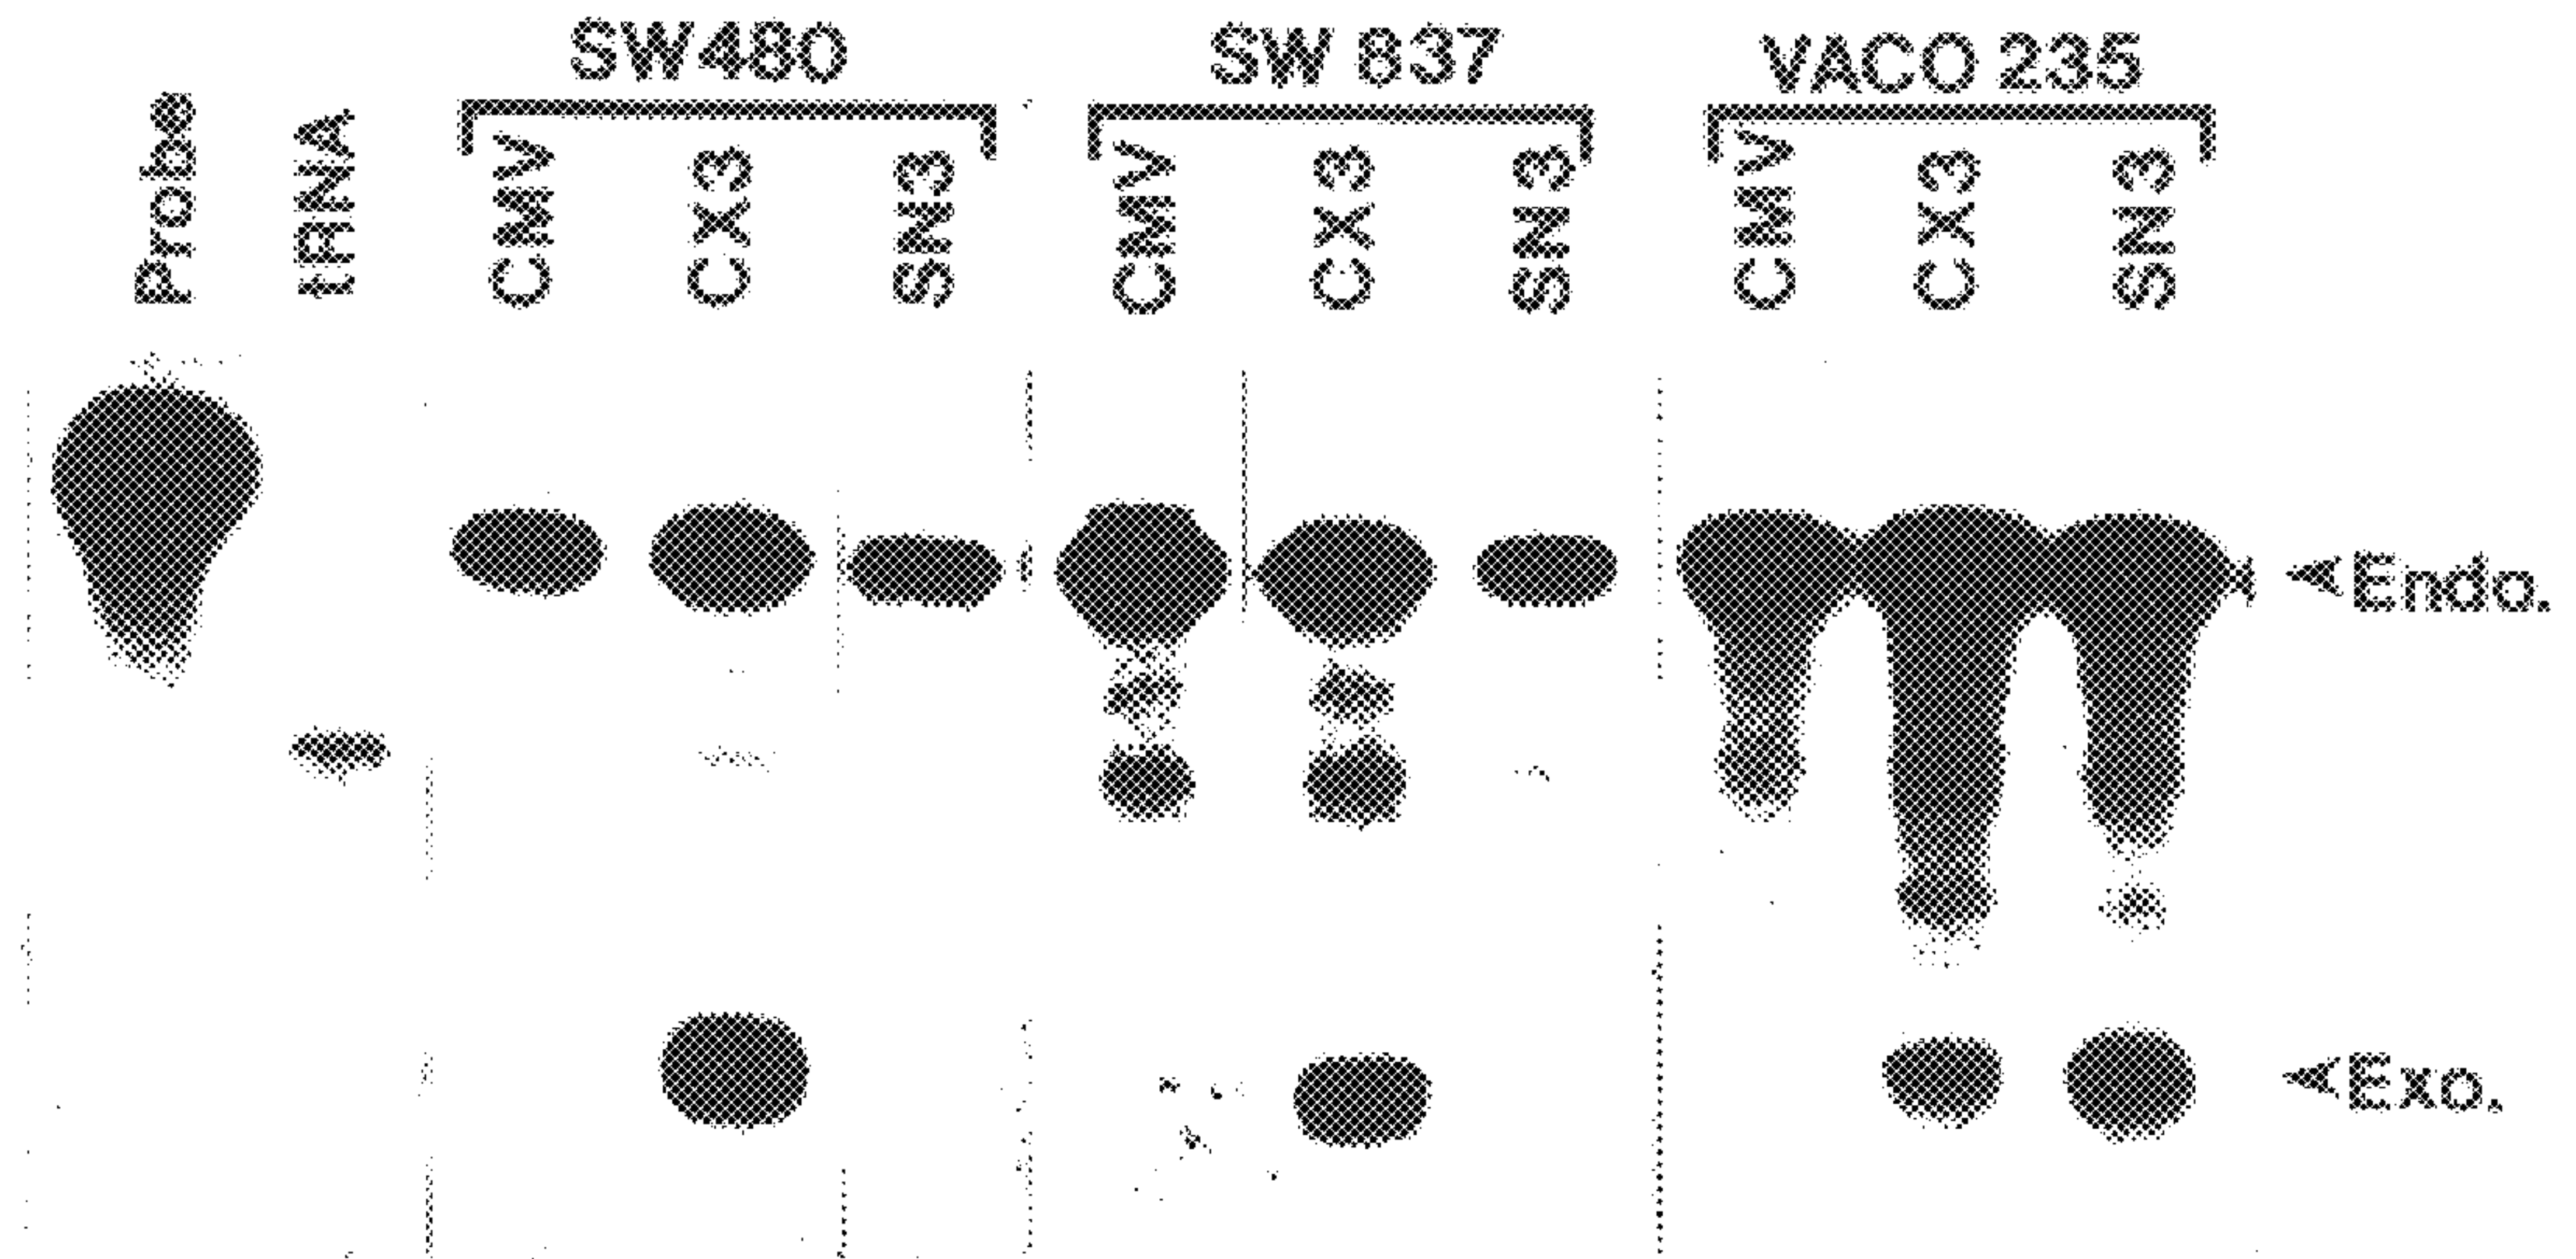 SW480 SW 837 VACO 235
Probe tRNA CMV CX3 SN3 CMV CX3 SN3 CMV CX3 SN3
Endo.
Exo.